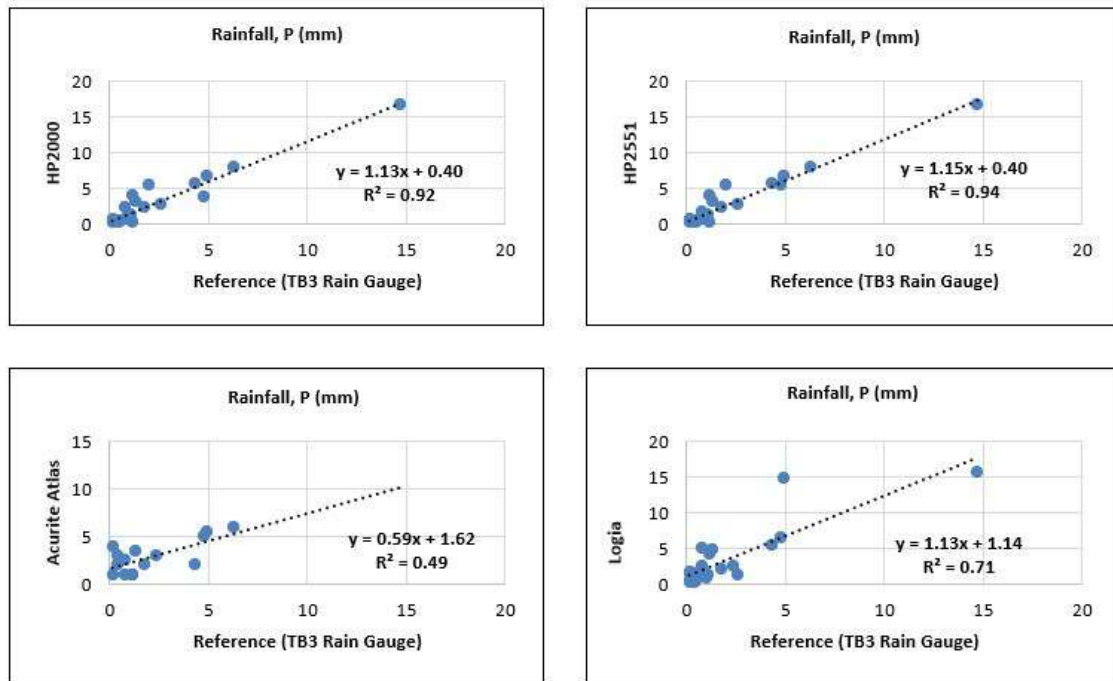 Rainfall, P (mm)
HP2000
20
15
10
5
0
y = 1.13x + 0.40
R² = 0.92
0 5 10 15 20
Reference (TB3 Rain Gauge)
Rainfall, P (mm)
HP2551
20
15
10
5
0
y = 1.15x + 0.40
R² = 0.94
0 5 10 15 20
Reference (TB3 Rain Gauge)
Rainfall, P (mm)
Acurite Atlas
15
10
5
0
y = 0.59x + 1.62
R² = 0.49
0 5 10 15 20
Reference (TB3 Rain Gauge)
Rainfall, P (mm)
Logia
20
15
10
5
0
y = 1.13x + 1.14
R² = 0.71
0 5 10 15 20
Reference (TB3 Rain Gauge)